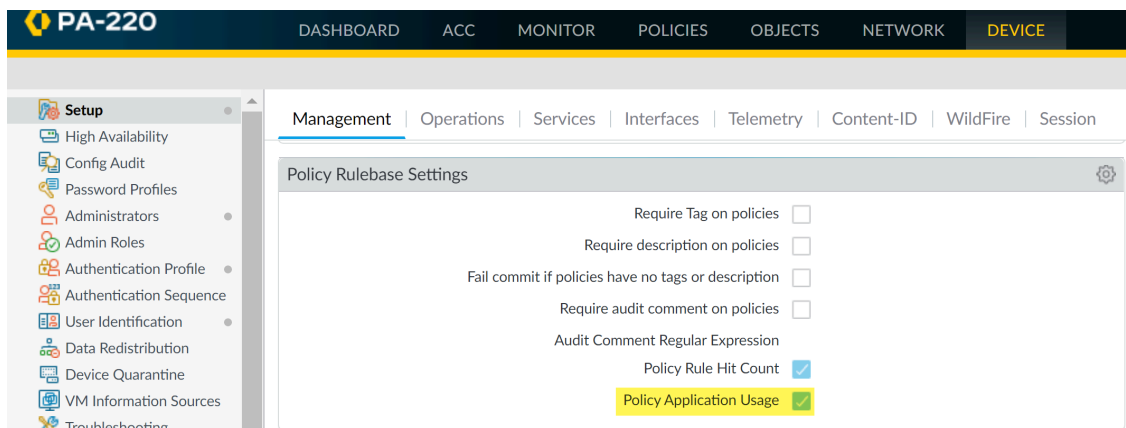 PA-220
DASHBOARD ACC MONITOR POLICIES OBJECTS NETWORK DEVICE
Setup
High Availability
Config Audit
Password Profiles
Administrators
Admin Roles
Authentication Profile
Authentication Sequence
User Identification
Data Redistribution
Device Quarantine
VM Information Sources
Troubleshooting
Management Operations Services Interfaces Telemetry Content-ID WildFire Session
Policy Rulebase Settings
Require Tag on policies
Require description on policies
Fail commit if policies have no tags or description
Require audit comment on policies
Audit Comment Regular Expression
Policy Rule Hit Count
Policy Application Usage